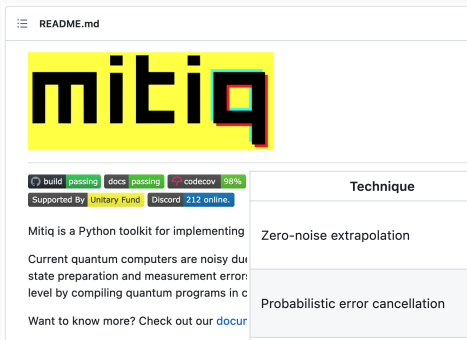 README.md
mitiq
build passing docs passing codecov 98%
Supported By Unitary Fund Discord 212 online.
Mitiq is a Python toolkit for implementing
Current quantum computers are noisy due
state preparation and measurement errors
level by compiling quantum programs in
Want to know more? Check out our
Technique
Zero-noise extrapolation
Probabilistic error cancellation